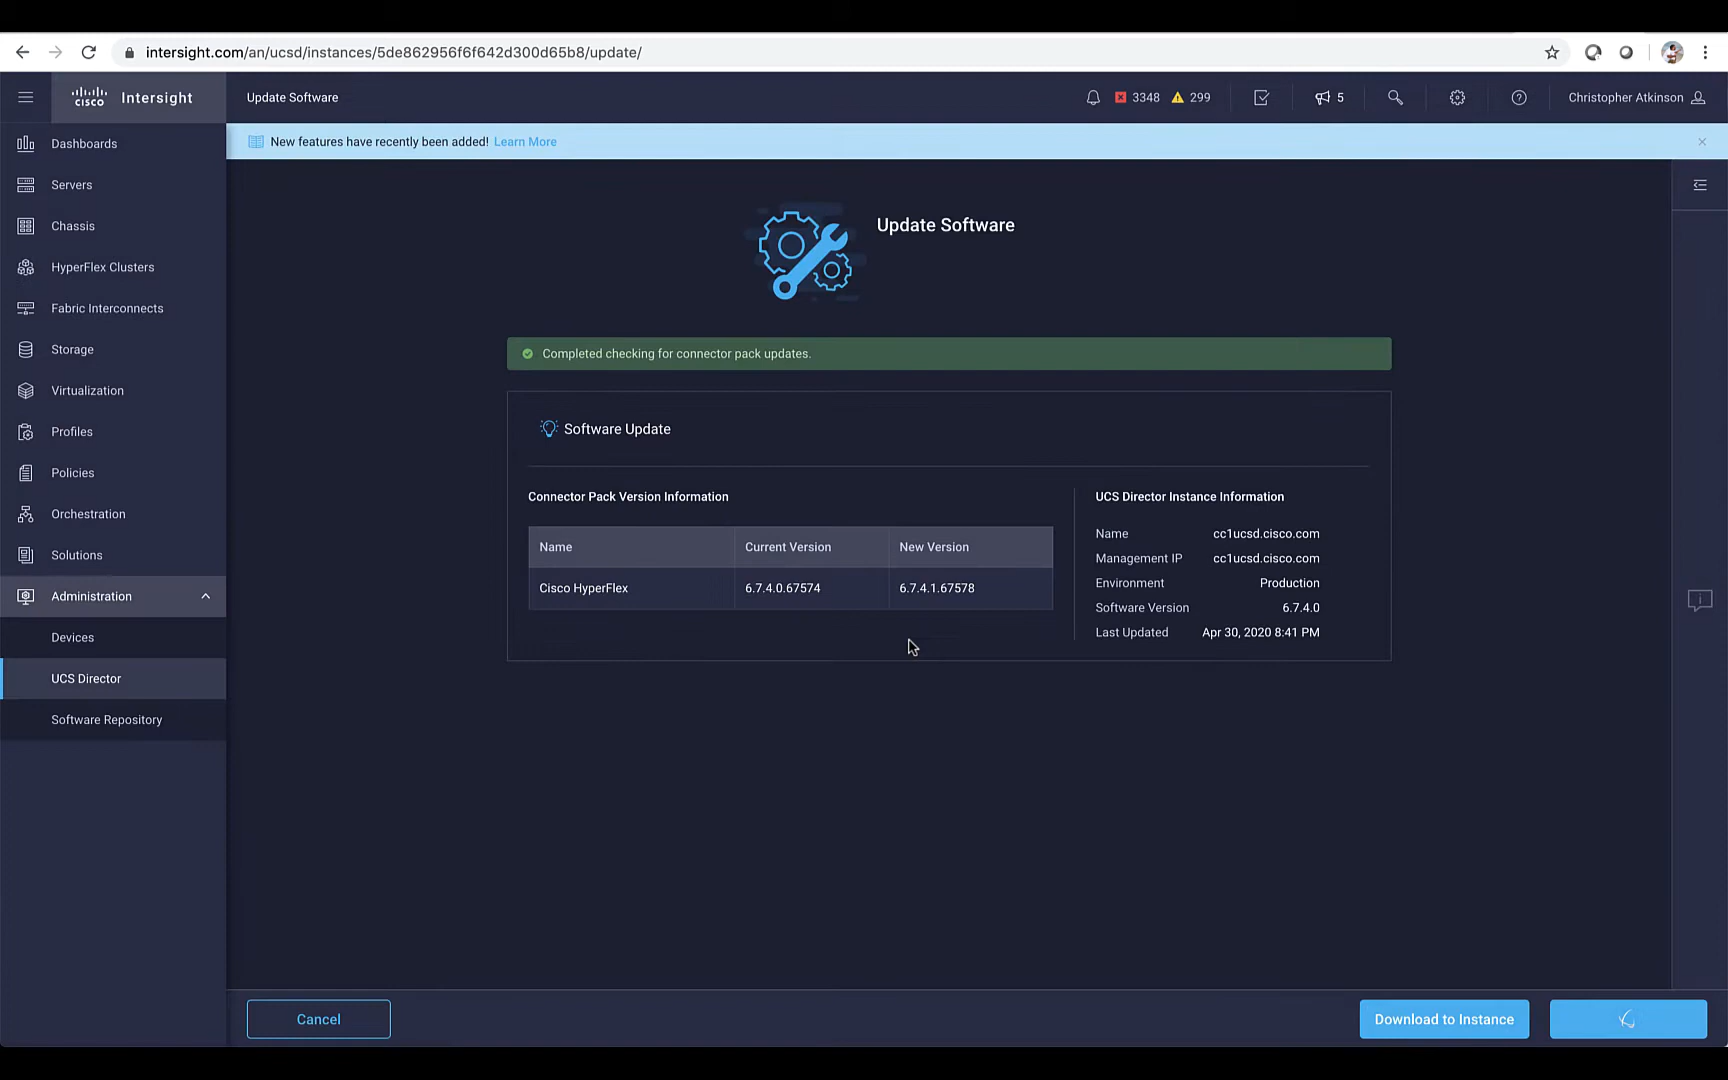 intersight.com/an/ucsd/instances/5de862956f6f642d300d65b8/update/
cisco Intersight
Update Software
3348
299
5
Christopher Atkinson
New features have recently been added! Learn More
Dashboards
Servers
Chassis
HyperFlex Clusters
Fabric Interconnects
Storage
Virtualization
Profiles
Policies
Orchestration
Solutions
Administration
Devices
UCS Director
Software Repository
Update Software
Completed checking for connector pack updates.
Software Update
Connector Pack Version Information
Name Current Version New Version
Cisco HyperFlex 6.7.4.0.67574 6.7.4.1.67578
UCS Director Instance Information
Name cc1ucsd.cisco.com
Management IP cc1ucsd.cisco.com
Environment Production
Software Version 6.7.4.0
Last Updated Apr 30, 2020 8:41 PM
Cancel
Download to Instance